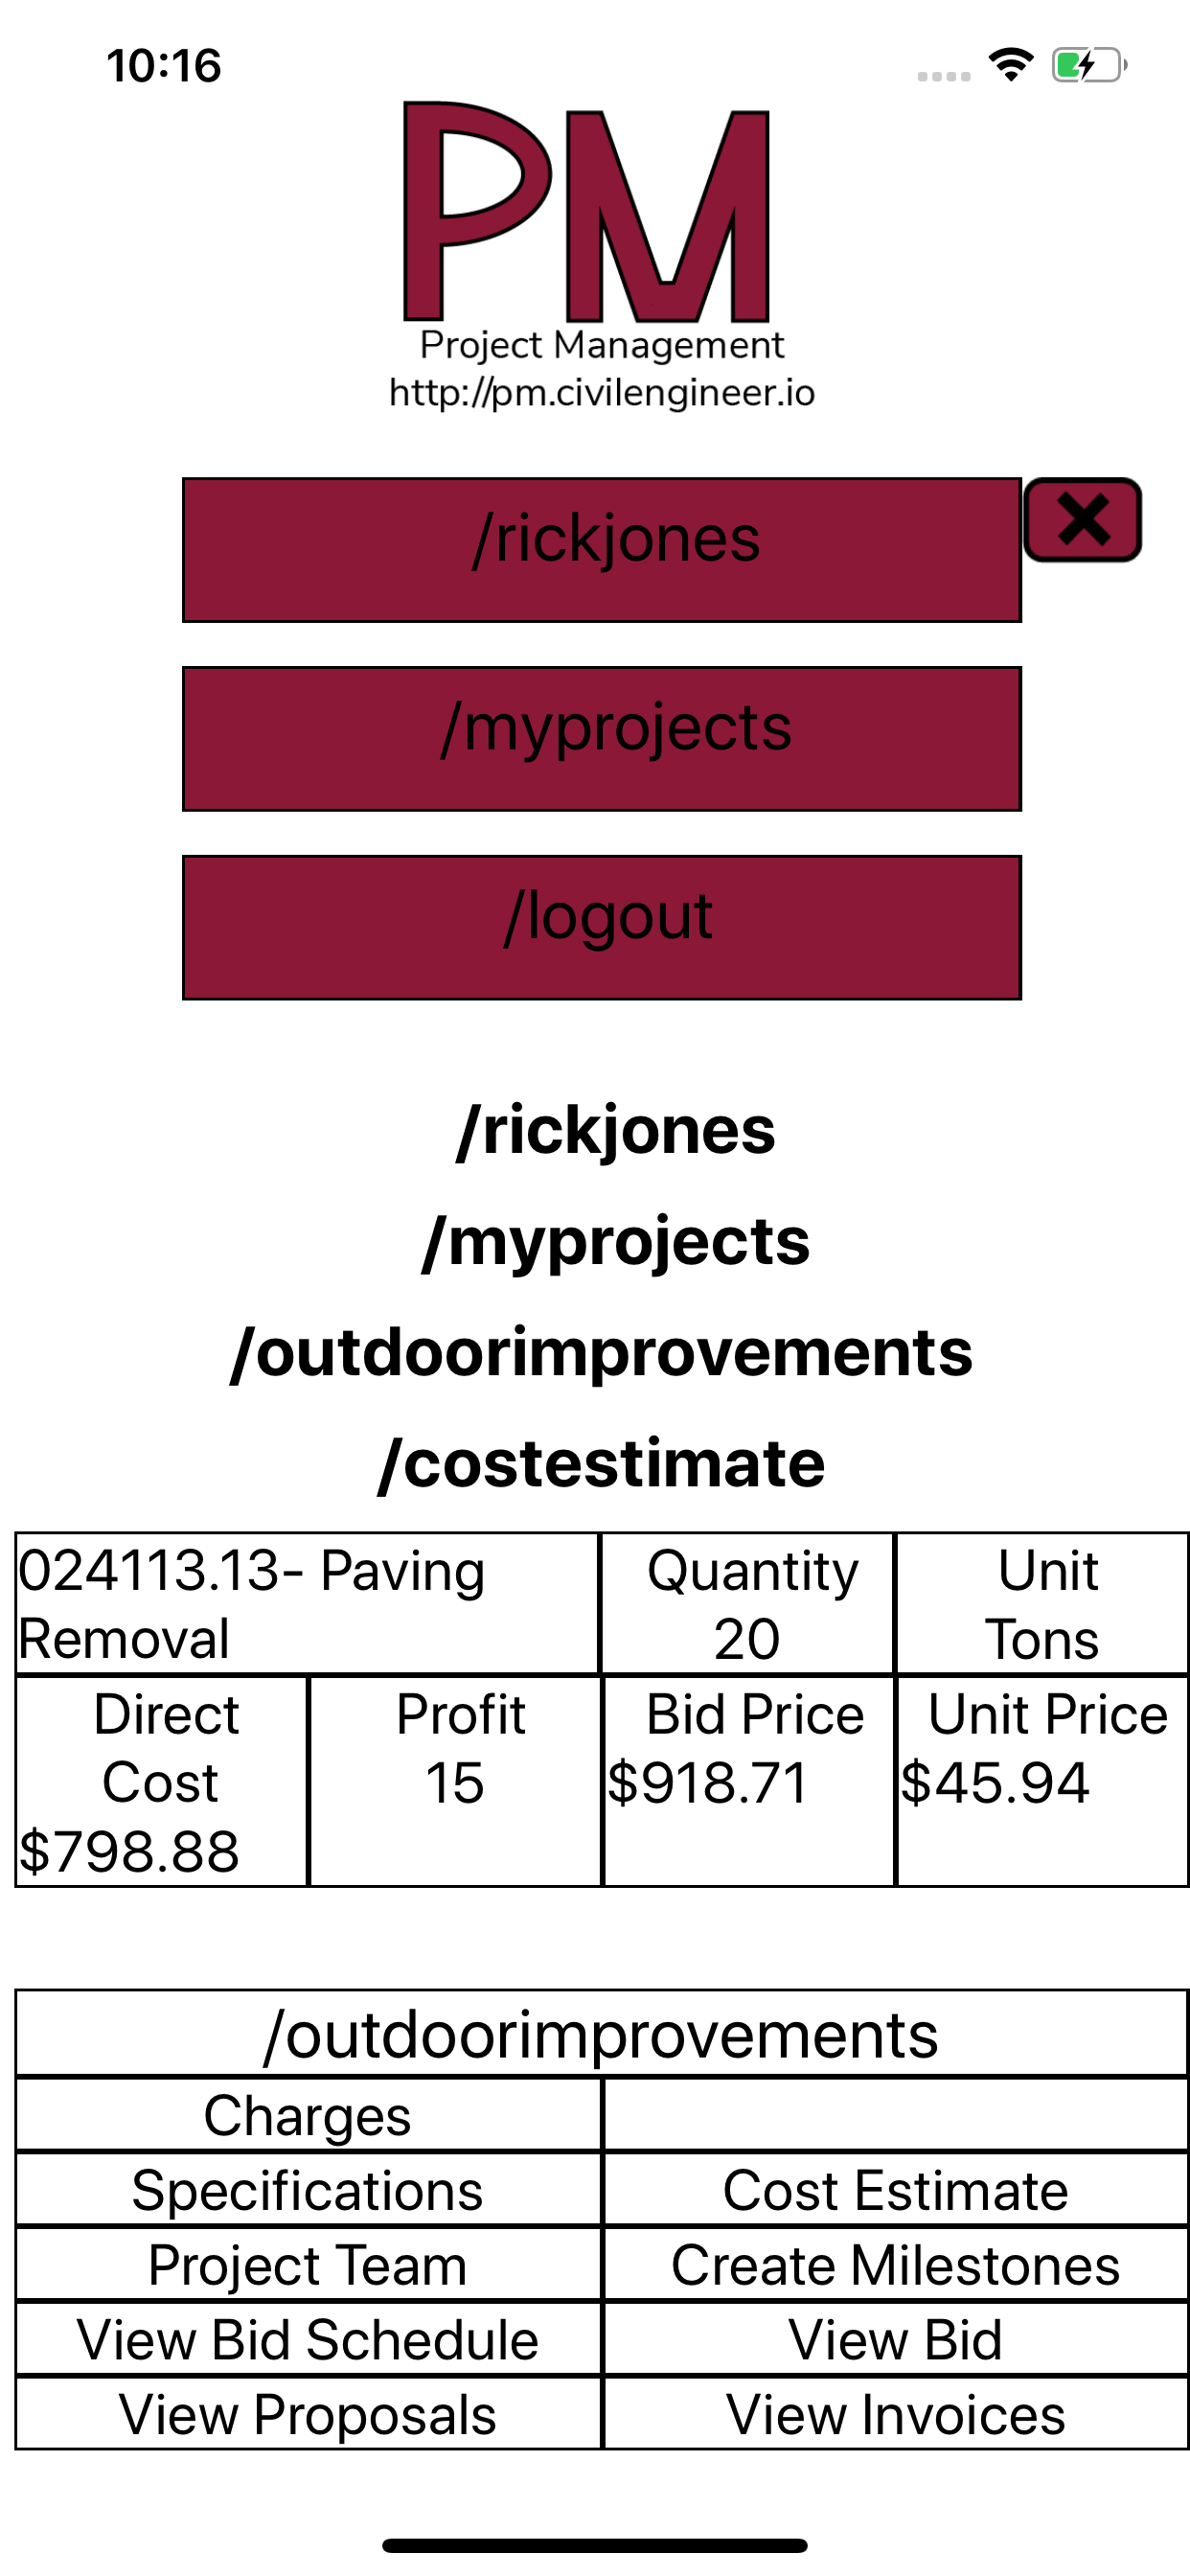 10:16
PM
Project Management
http://pm.civilengineer.io
/rickjones
/myprojects
/logout
/rickjones
/myprojects
/outdoorimprovements
/costestimate
024113.13- Paving
Removal
Quantity
20
Unit
Tons
Direct
Cost
$798.88
Profit
15
Bid Price
$918.71
Unit Price
$45.94
/outdoorimprovements
Charges
Specifications
Cost Estimate
Project Team
Create Milestones
View Bid Schedule
View Bid
View Proposals
View Invoices